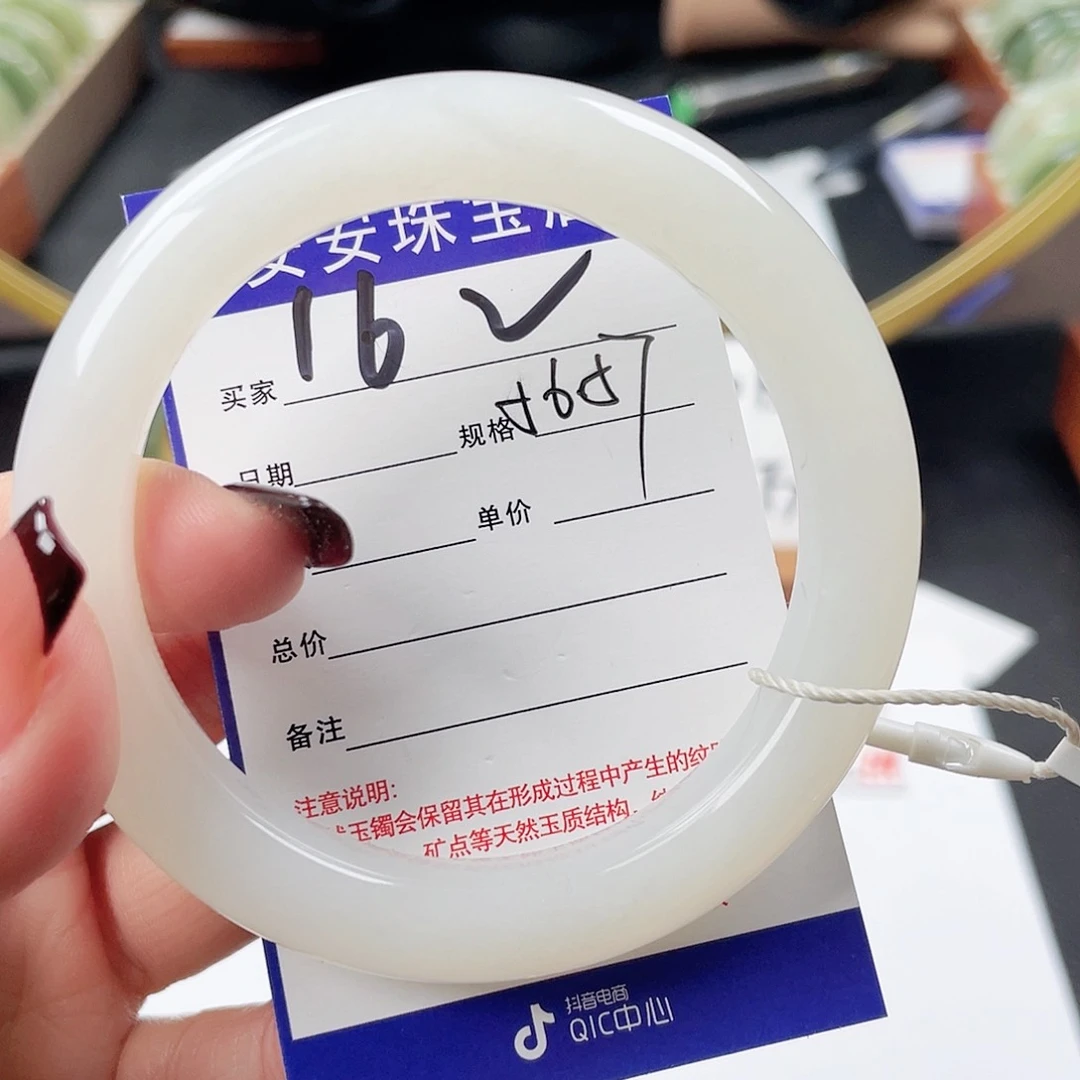 安珠宝
16 ✓
买家
规格
日期
单价
总价
备注
注意说明:
玉镯会保留其在形成过程中产生的纹
矿点等天然玉质结构,
抖音电商
QIC中心